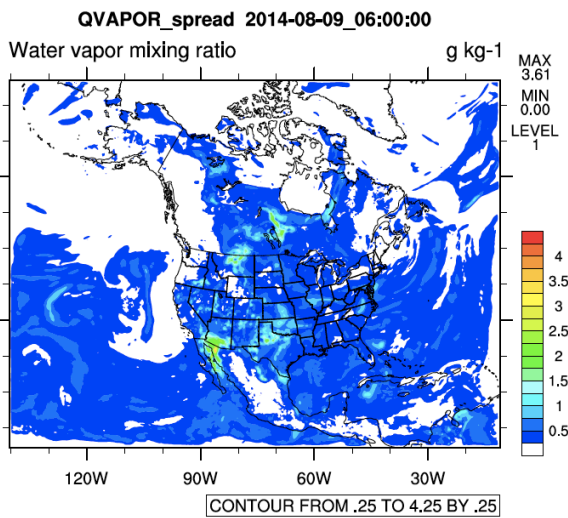 QVAPOR_spread 2014-08-09_06:00:00
Water vapor mixing ratio g kg-1
MAX
3.61
MIN
0.00
LEVEL
1
4
3.5
3
2.5
2
1.5
1
0.5
120W 90W 60W 30W
CONTOUR FROM .25 TO 4.25 BY .25